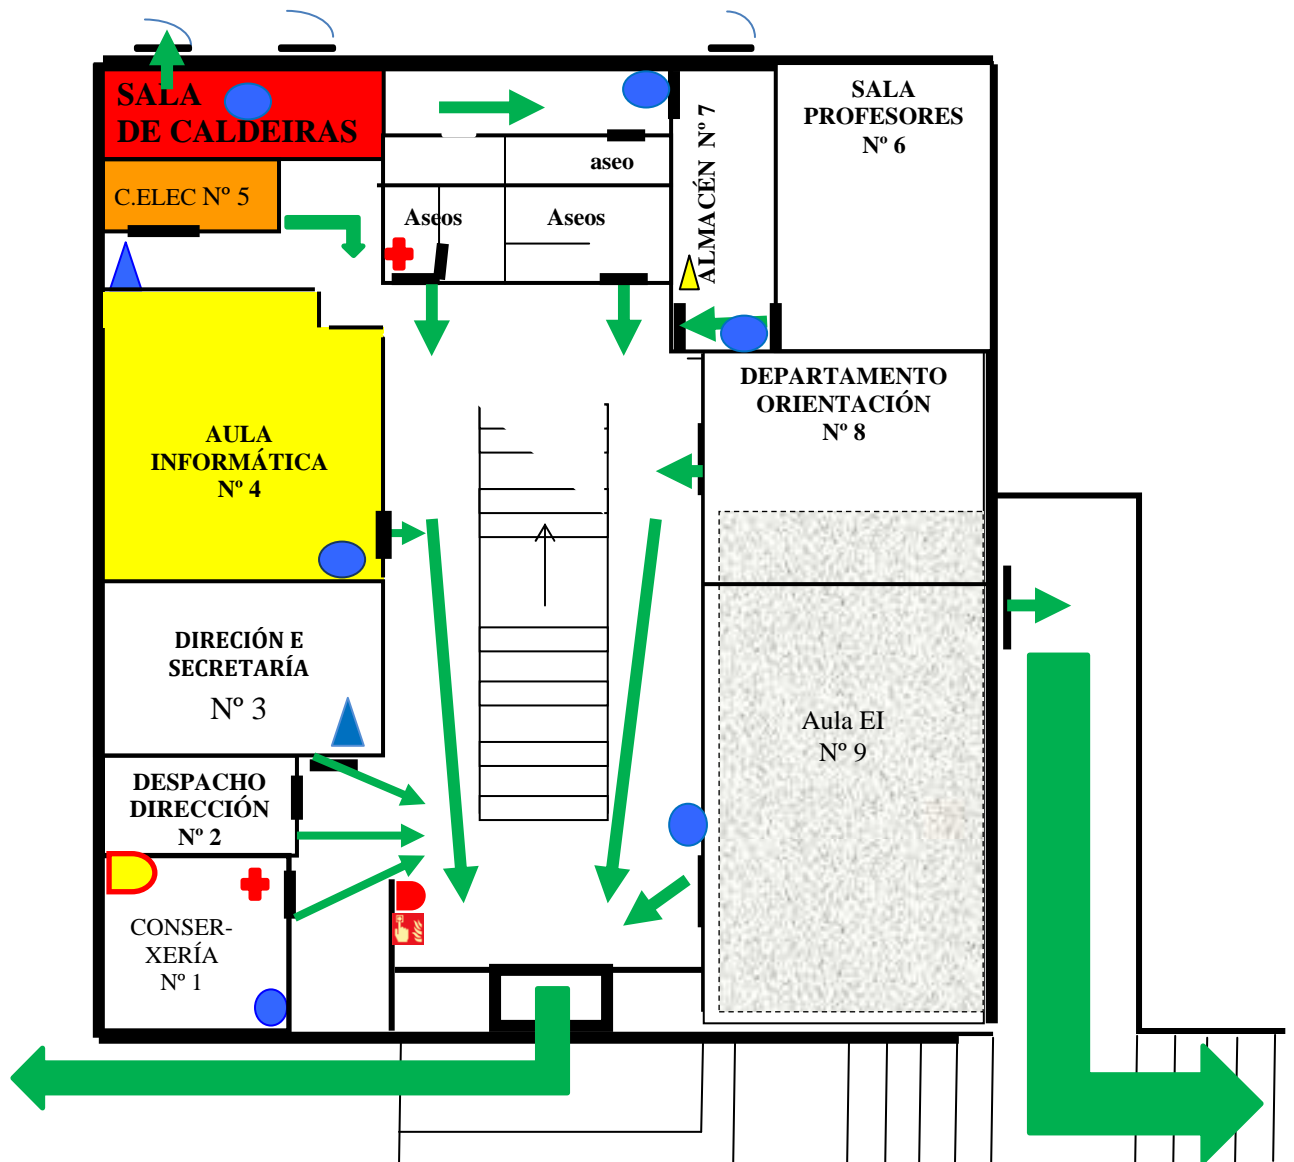 SALA
DE CALDEIRAS
C.ELEC Nº 5
aseo
Aseos
Aseos
ALMACÉN Nº 7
SALA
PROFESORES
Nº 6
DEPARTAMENTO
ORIENTACIÓN
Nº 8
AULA
INFORMÁTICA
Nº 4
DIRECIÓN E
SECRETARÍA
Nº 3
Aula EI
Nº 9
DESPACHO
DIRECCIÓN
Nº 2
CONSER-
XERÍA
Nº 1